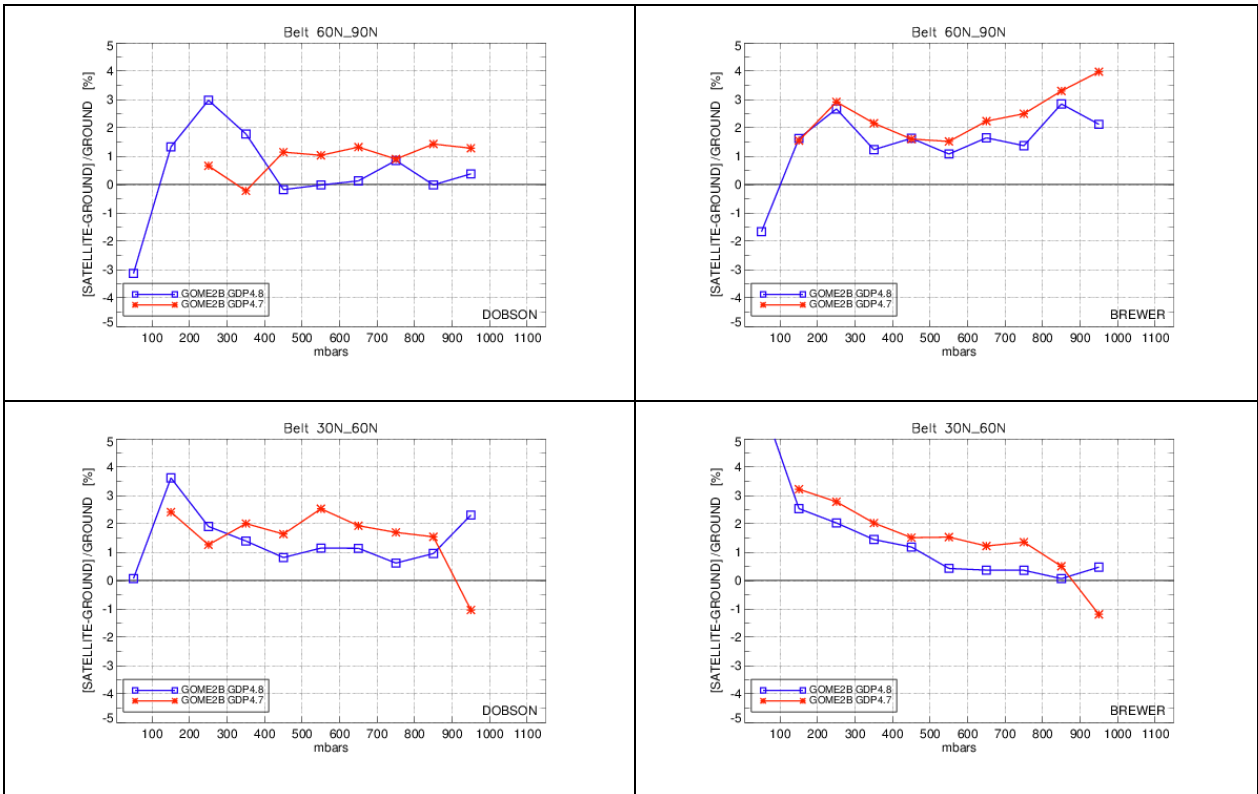 Belt 60N_90N
[SATELLITE-GROUND]/GROUND [%]
5
4
3
2
1
0
-1
-2
-3
-4
-5
GOME2B GDP4.8
GOME2B GDP4.7
DOBSON
100 200 300 400 500 600 700 800 900 1000 1100
mbars
Belt 60N_90N
[SATELLITE-GROUND]/GROUND [%]
5
4
3
2
1
0
-1
-2
-3
-4
-5
GOME2B GDP4.8
GOME2B GDP4.7
BREWER
100 200 300 400 500 600 700 800 900 1000 1100
mbars
Belt 30N_60N
[SATELLITE-GROUND]/GROUND [%]
5
4
3
2
1
0
-1
-2
-3
-4
-5
GOME2B GDP4.8
GOME2B GDP4.7
DOBSON
100 200 300 400 500 600 700 800 900 1000 1100
mbars
Belt 30N_60N
[SATELLITE-GROUND]/GROUND [%]
5
4
3
2
1
0
-1
-2
-3
-4
-5
GOME2B GDP4.8
GOME2B GDP4.7
BREWER
100 200 300 400 500 600 700 800 900 1000 1100
mbars